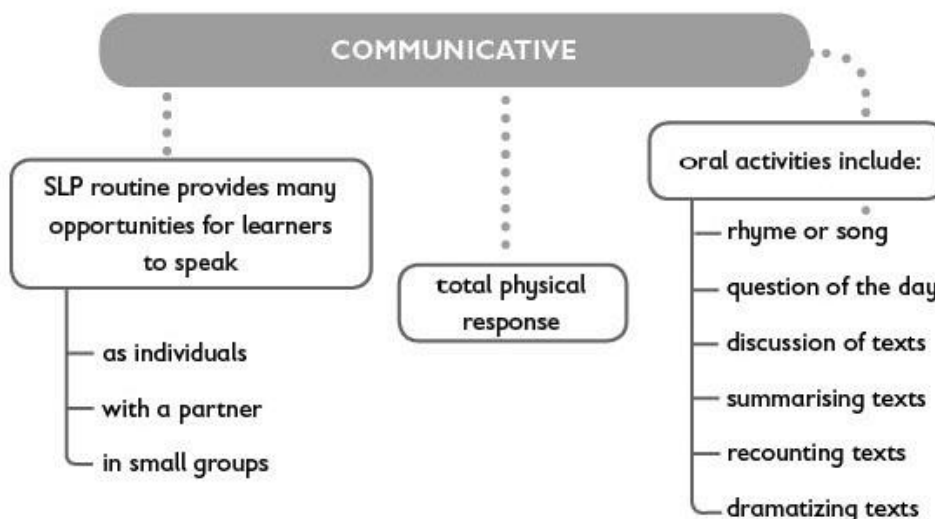 COMMUNICATIVE
SLP routine provides many
opportunities for learners
to speak
as individuals
with a partner
in small groups
total physical
response
oral activities include:
rhyme or song
question of the day
discussion of texts
summarising texts
recounting texts
dramatizing texts